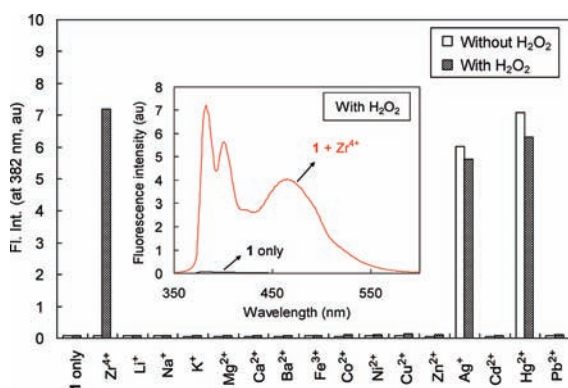 Fl. Int. (at 382 nm, au)
10
9
8
7
6
5
4
3
2
1
0
Without H₂O₂
With H₂O₂
Fluorescence intensity (au)
8
7
6
5
4
3
2
1
0
With H₂O₂
1 + Zr⁴⁺
1 only
350
450
550
Wavelength (nm)
1 only
Zr⁴⁺
Li⁺
Na⁺
K⁺
Mg²⁺
Ca²⁺
Ba²⁺
Fe³⁺
Co²⁺
Ni²⁺
Cu²⁺
Zn²⁺
Ag⁺
Cd²⁺
Hg²⁺
Pb²⁺